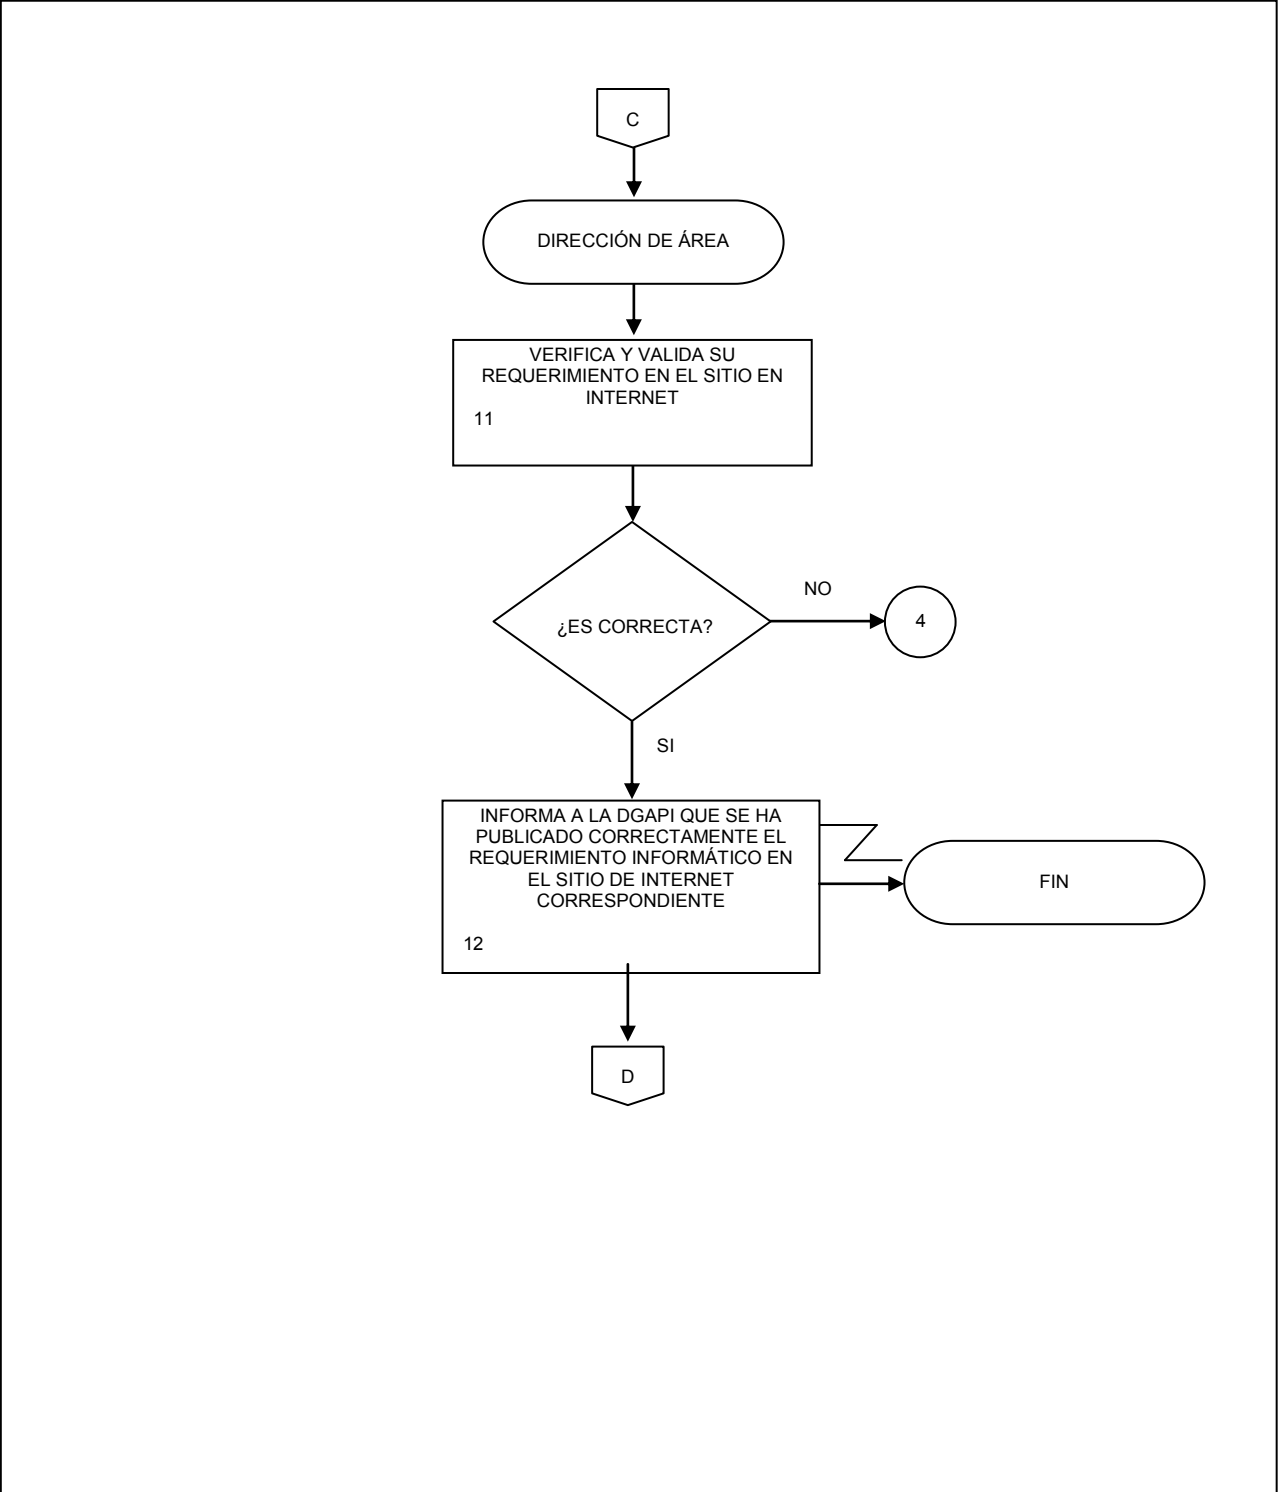 C
DIRECCIÓN DE ÁREA
VERIFICA Y VALIDA SU
REQUERIMIENTO EN EL SITIO EN
INTERNET
11
¿ES CORRECTA?
NO
4
SI
INFORMA A LA DGAPI QUE SE HA
PUBLICADO CORRECTAMENTE EL
REQUERIMIENTO INFORMÁTICO EN
EL SITIO DE INTERNET
CORRESPONDIENTE
12
FIN
D